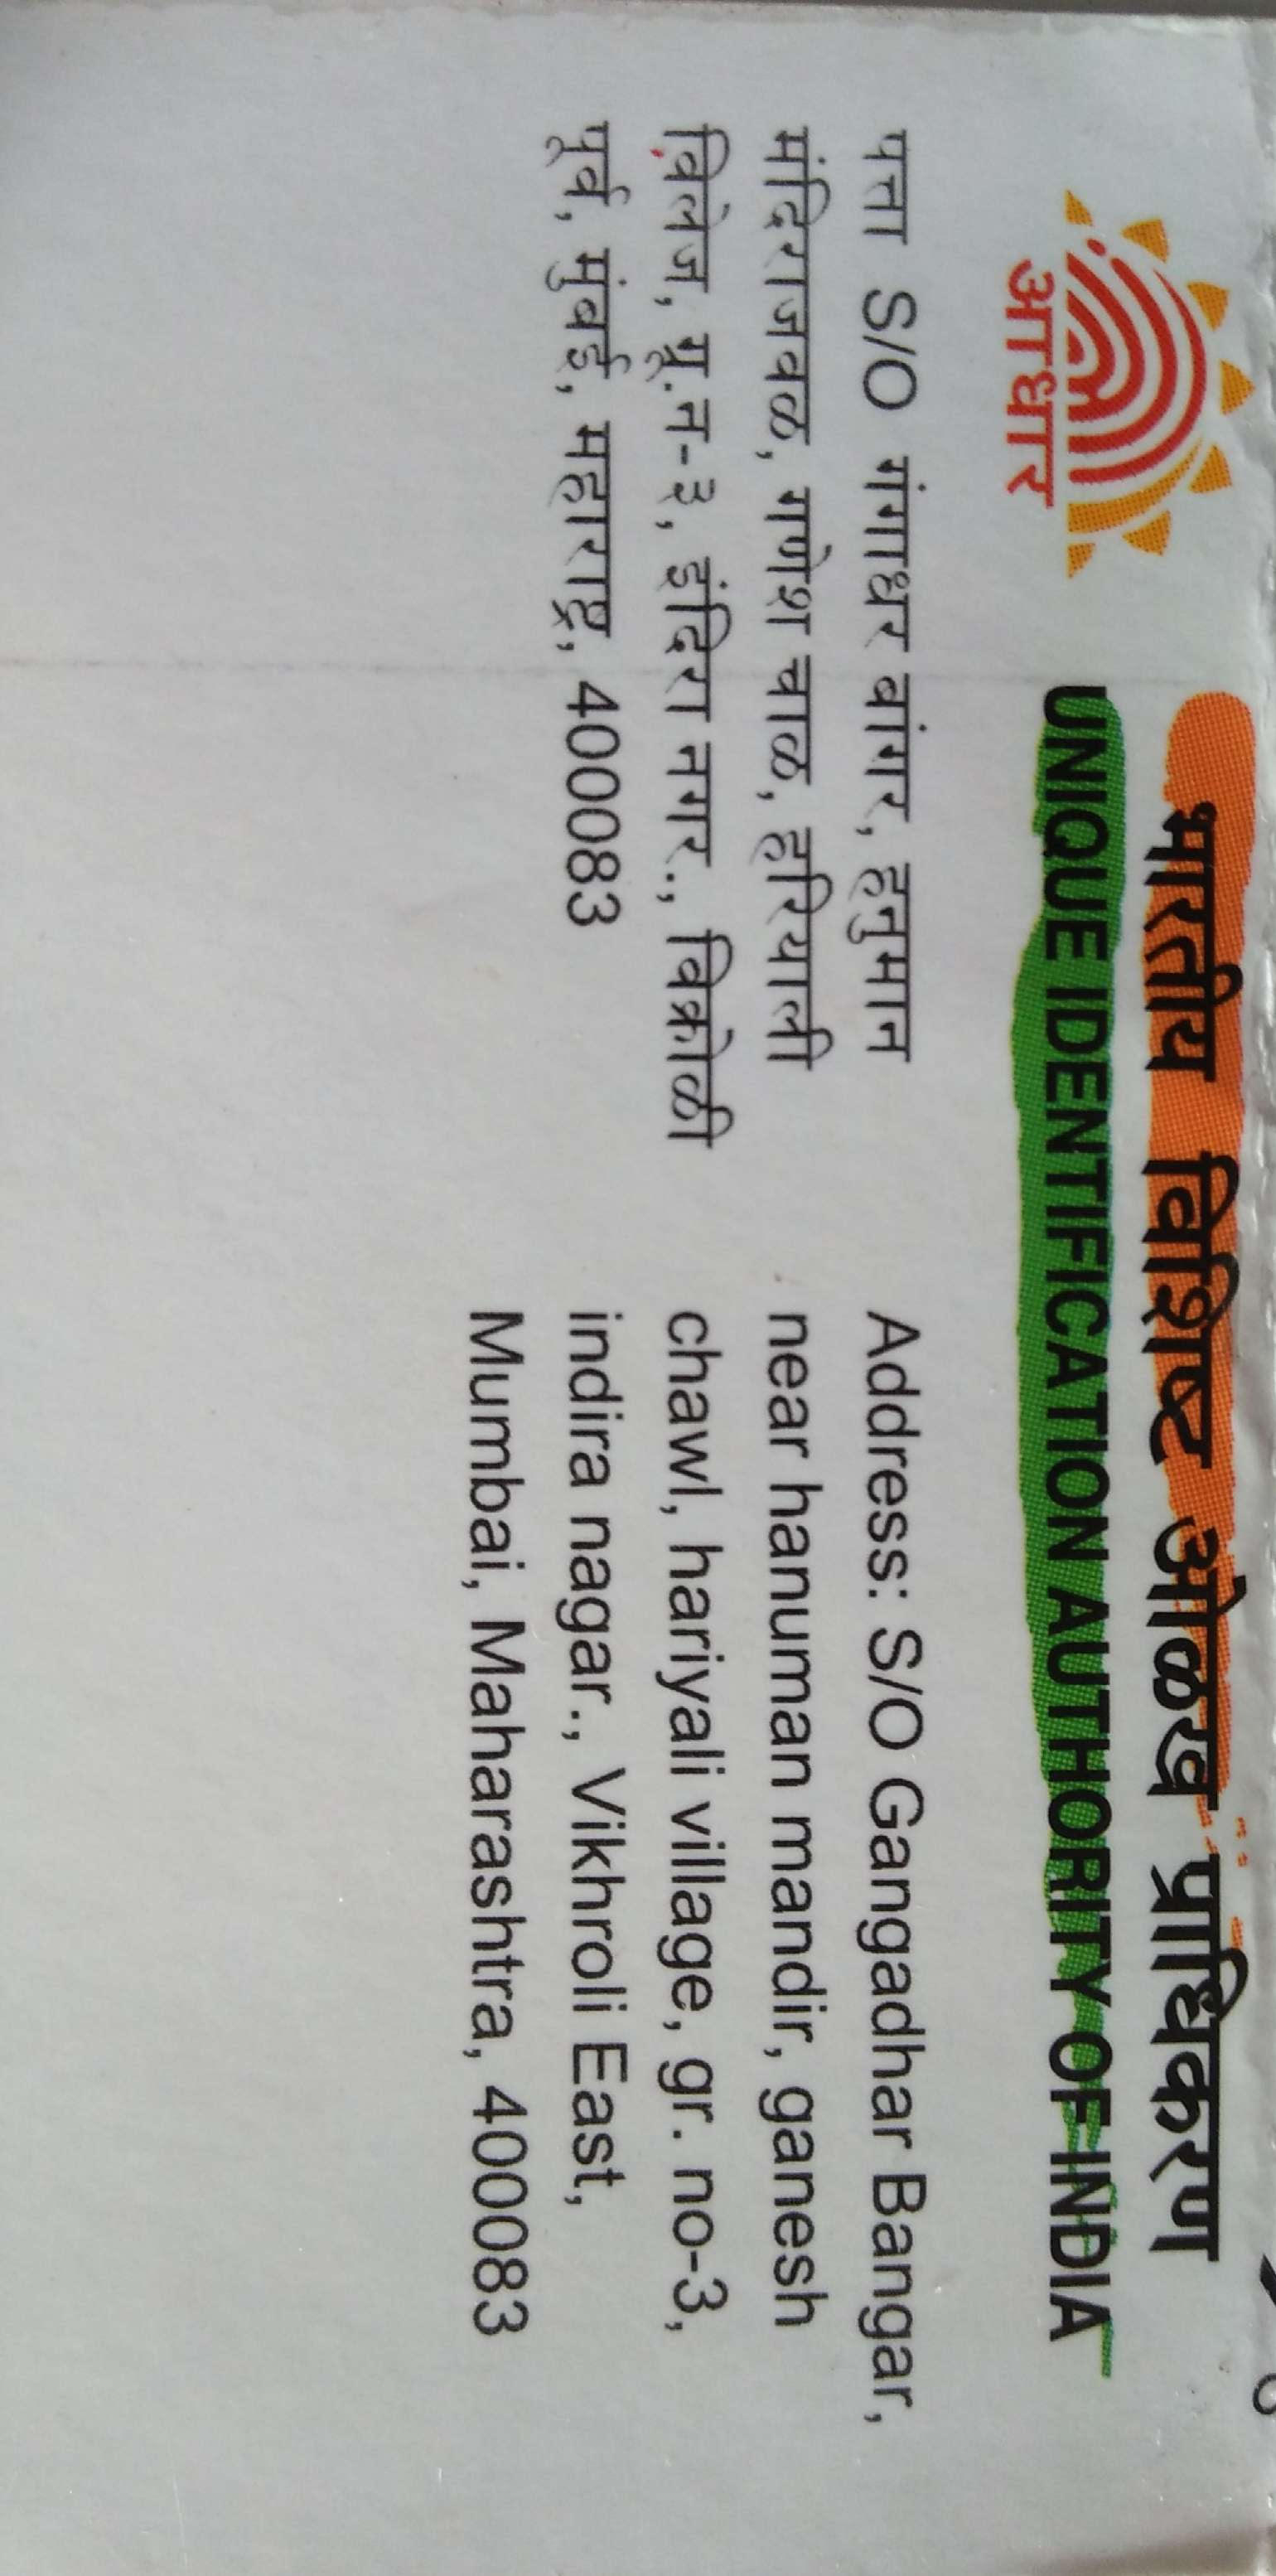 भारतीय विशिष्ट ओळख प्राधिकरण
UNIQUE IDENTIFICATION AUTHORITY OF INDIA
आधार
पत्ता S/O गंगाधर बांगर, हनुमान
मंदिराजवळ, गणेश चाळ, हरियाली
विलेज, ग्रू.न-३, इंदिरा नगर., विक्रोळी
पूर्व, मुंबई, महाराष्ट्र, 400083
Address: S/O Gangadhar Bangar,
near hanuman mandir, ganesh
chawl, hariyali village, gr. no-3,
indira nagar., Vikhroli East,
Mumbai, Maharashtra, 400083